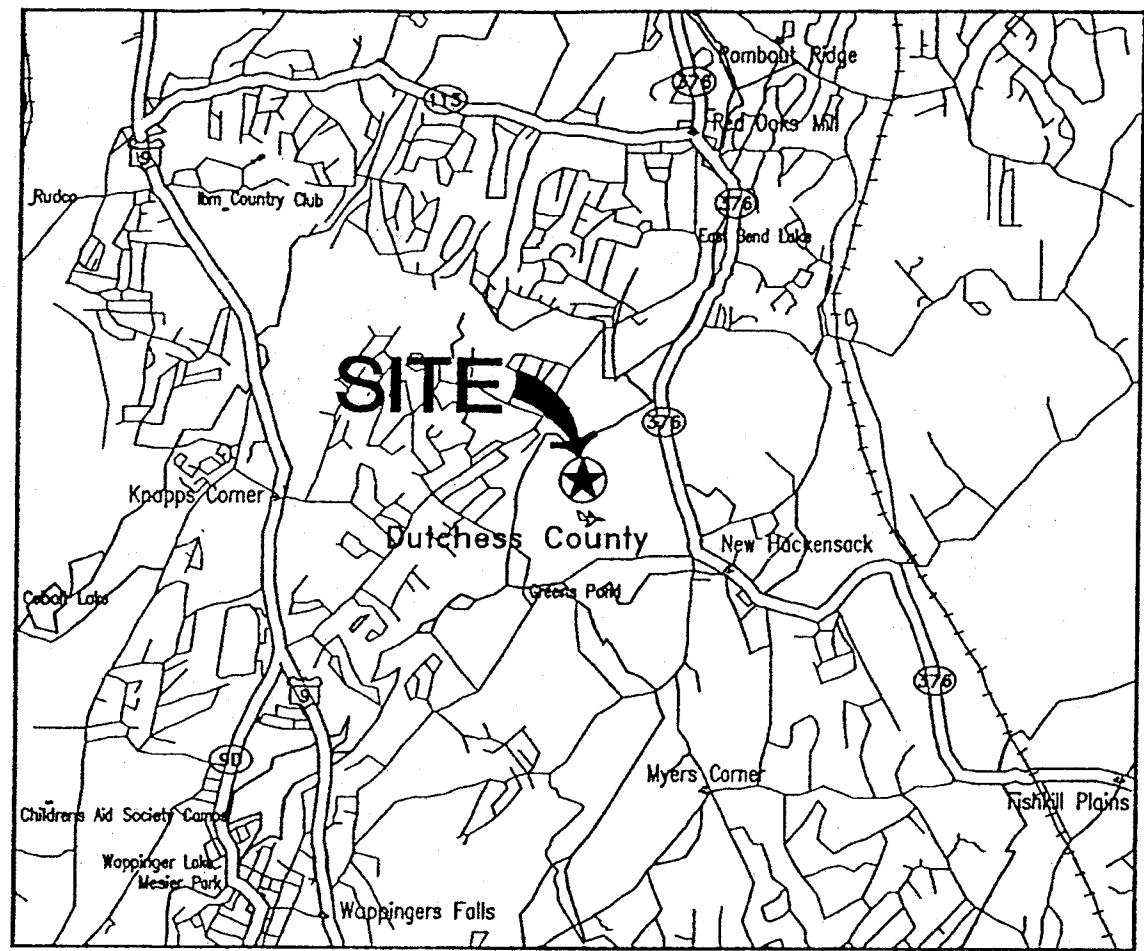 Rombout Ridge
376
113
Red Oaks Mill
9
Rudco
Ibm Country Club
376
East Bend Lake
SITE
376
Knapps Corner
Dutchess County
New Hackensack
Greens Pond
Cobalt Lake
376
9
9D
Myers Corner
Fishkill Plains
Childrens Aid Society Camps
Wappinger Lake
Mesier Park
Wappingers Falls